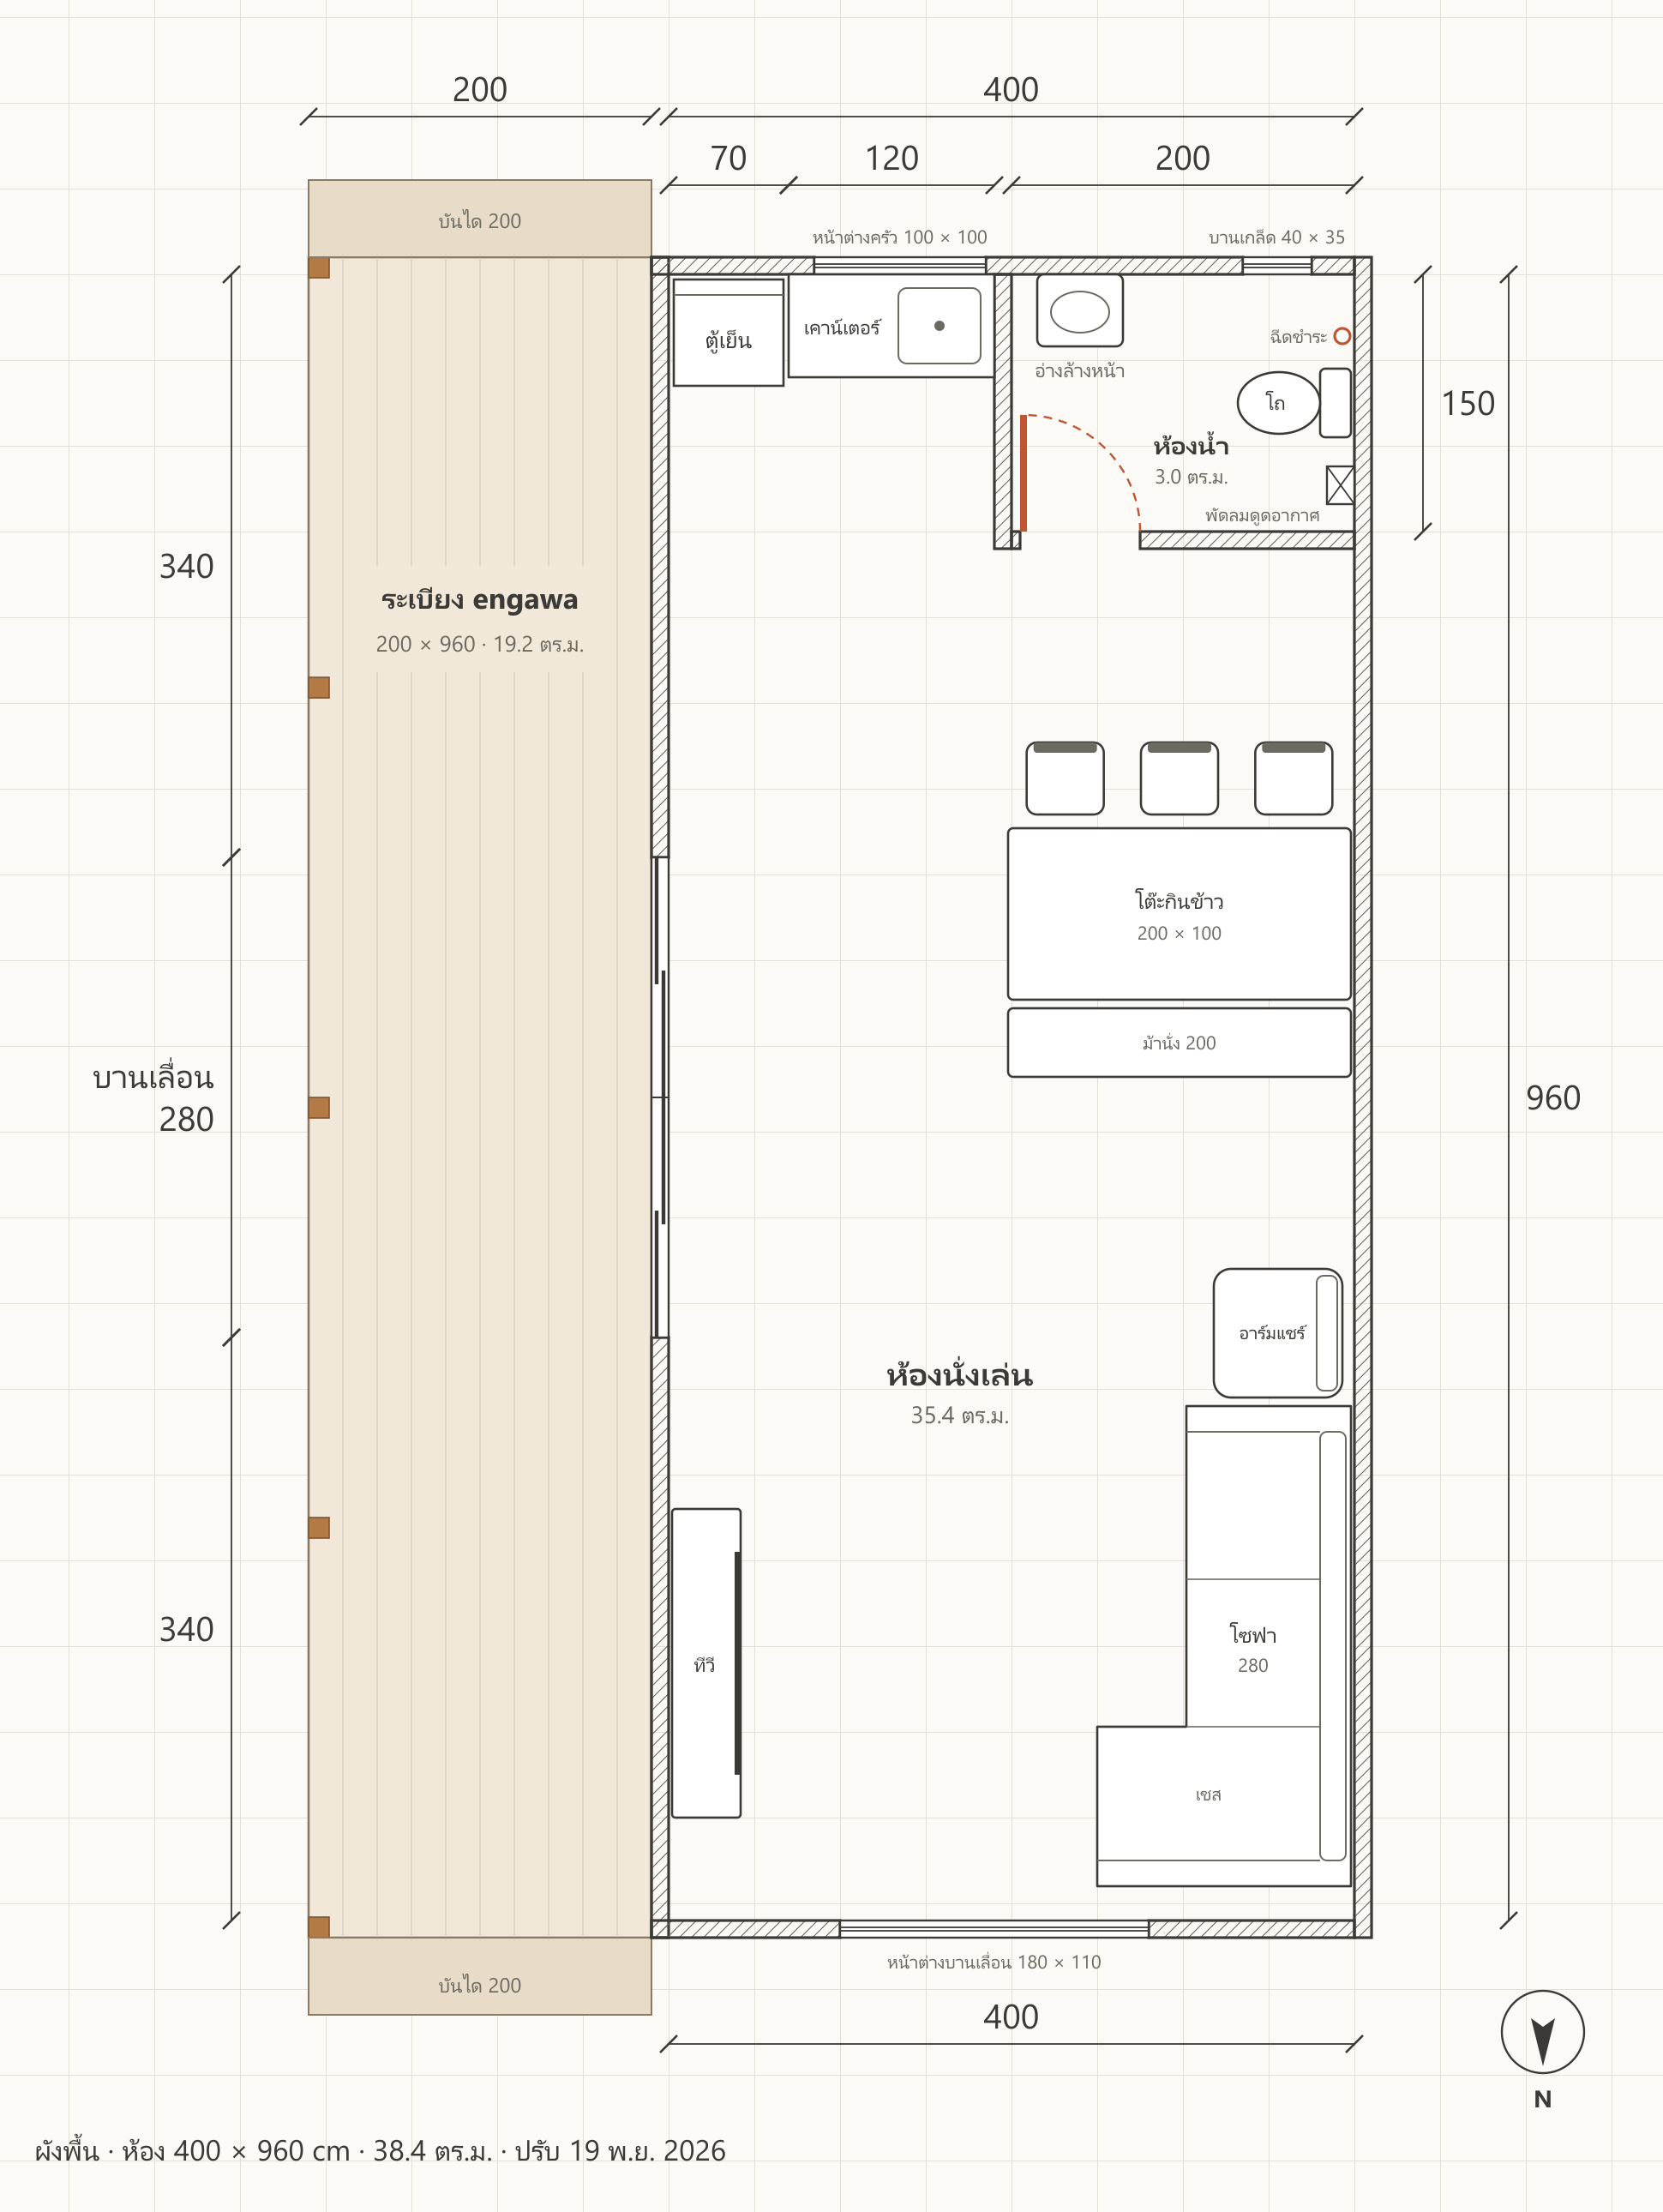 200
400
70
120
200
บันได 200
หน้าต่างครัว 100 × 100
บานเกล็ด 40 × 35
ตู้เย็น
เคาน์เตอร์
อ่างล้างหน้า
ฉีดชำระ
โถ
150
ห้องน้ำ
3.0 ตร.ม.
พัดลมดูดอากาศ
340
ระเบียง engawa
200 × 960 · 19.2 ตร.ม.
โต๊ะกินข้าว
200 × 100
ม้านั่ง 200
บานเลื่อน
280
960
อาร์มแชร์
ห้องนั่งเล่น
35.4 ตร.ม.
340
ทีวี
โซฟา
280
เชส
หน้าต่างบานเลื่อน 180 × 110
บันได 200
400
N
ผังพื้น · ห้อง 400 × 960 cm · 38.4 ตร.ม. · ปรับ 19 พ.ย. 2026